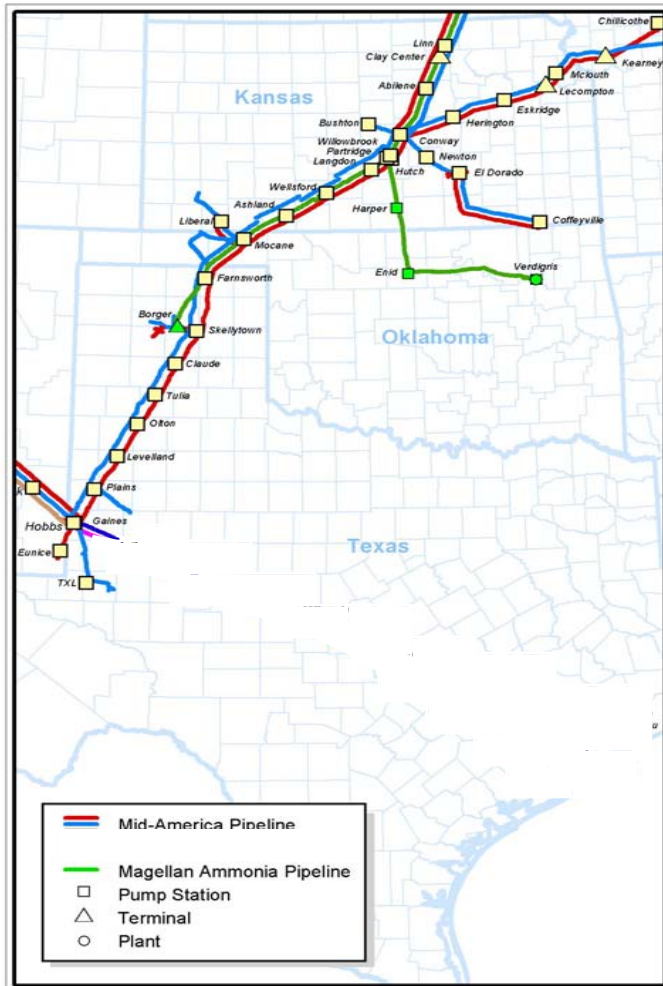 Chillicothe
Linn
Clay Center
Kearney
Mclouth
Lecompton
Abilene
Kansas
Eskridge
Bushton
Herington
Willowbrook
Conway
Partridge
Newton
Langdon
Hutch
El Dorado
Wellsford
Ashland
Harper
Liberal
Coffeyville
Mocane
Enid
Verdigris
Farnsworth
Borger
Skellytown
Oklahoma
Claude
Tulia
Olton
Levelland
Plains
k
Hobbs
Gaines
Eunice
Texas
TXL
u
Mid-America Pipeline
Magellan Ammonia Pipeline
Pump Station
Terminal
Plant